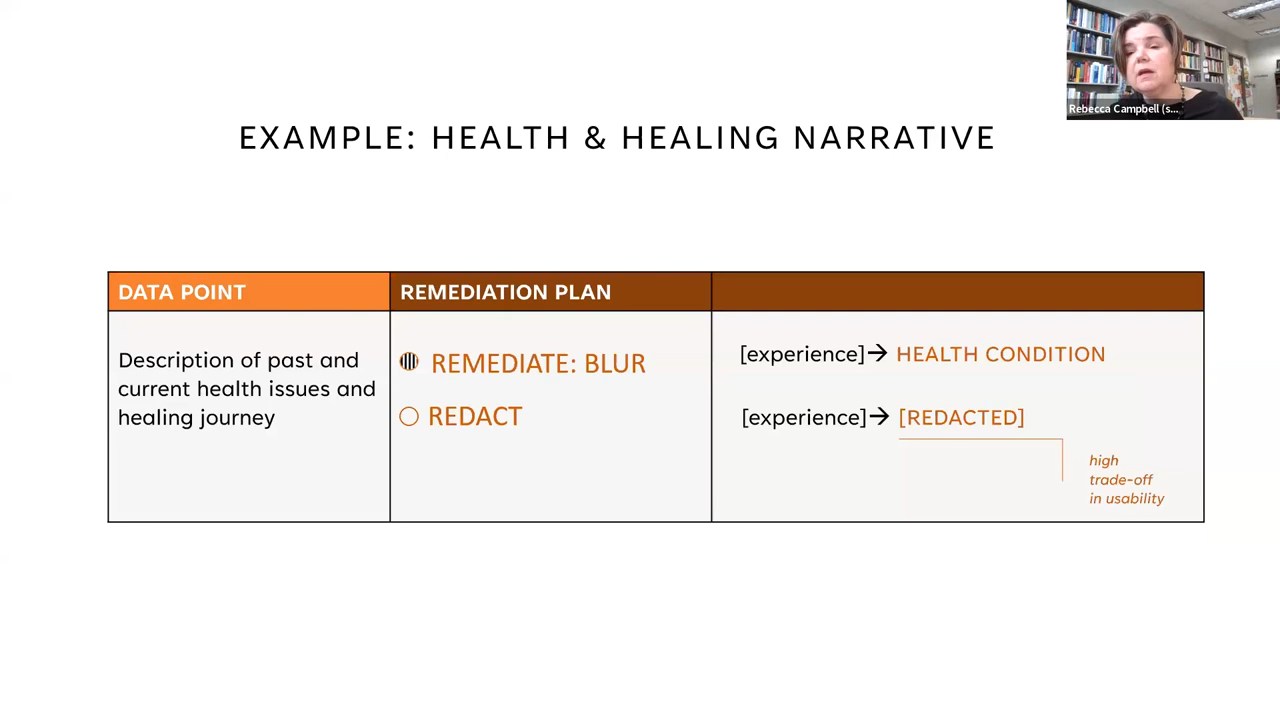 Rebecca Campbell (s...
EXAMPLE: HEALTH & HEALING NARRATIVE
DATA POINT
REMEDIATION PLAN
Description of past and
current health issues and
healing journey
REMEDIATE: BLUR
REDACT
[experience]→ HEALTH CONDITION
[experience]→ [REDACTED]
high
trade-off
in usability